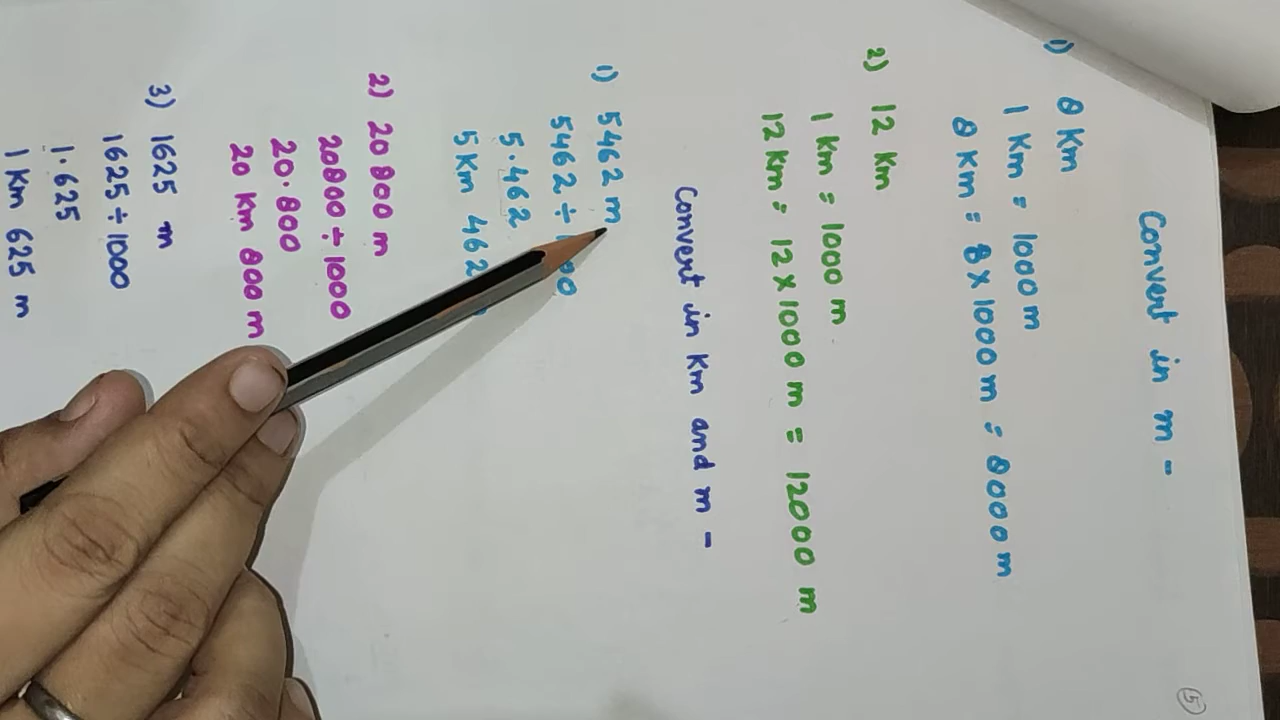 Convert in m -
1) 8 Km
1 Km = 1000 m
8 Km = 8 x 1000 m = 8000 m
2) 12 Km
1 Km = 1000 m
12 Km = 12 x 1000 m = 12000 m
Convert in Km and m -
1) 5462 m
5462 ÷
5.462
5 Km 462
2) 20800 m
20800 ÷ 1000
20.800
20 Km 800 m
3) 1625 m
1625 ÷ 1000
1.625
1 Km 625 m
5